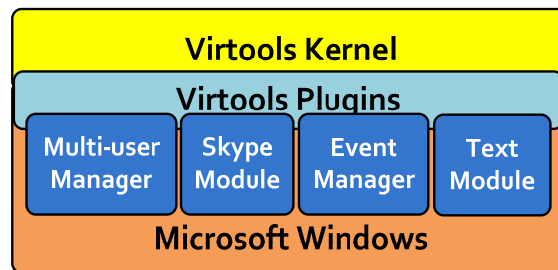 Virtools Kernel
Virtools Plugins
Multi-user
Manager
Skype
Module
Event
Manager
Text
Module
Microsoft Windows